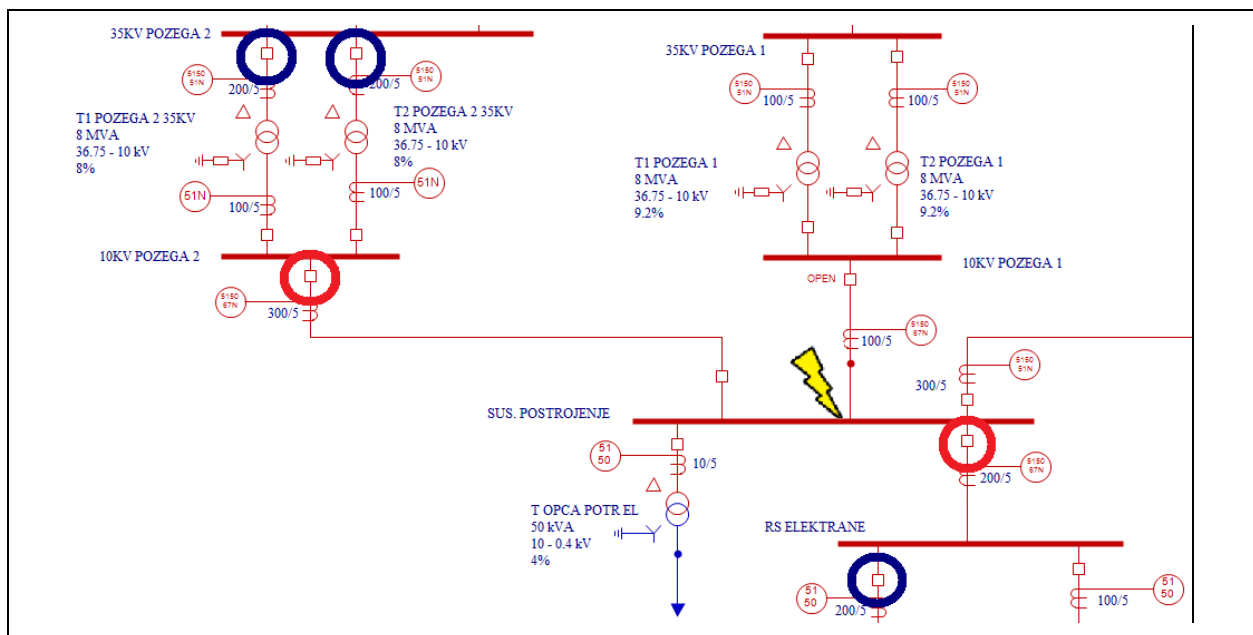 35KV POZEGA 2
5150
51N
200/5
5150
51N
200/5
T1 POZEGA 2 35KV
8 MVA
36.75 - 10 kV
8%
T2 POZEGA 2 35KV
8 MVA
36.75 - 10 kV
8%
51N
100/5
51N
100/5
10KV POZEGA 2
5150
67N
300/5
35KV POZEGA 1
5150
51N
100/5
5150
51N
100/5
T1 POZEGA 1
8 MVA
36.75 - 10 kV
9.2%
T2 POZEGA 1
8 MVA
36.75 - 10 kV
9.2%
10KV POZEGA 1
OPEN
5150
67N
100/5
5150
51N
300/5
SUS. POSTROJENJE
51
50
10/5
5150
67N
200/5
T OPCA POTR EL
50 kVA
10 - 0.4 kV
4%
RS ELEKTRANE
51
50
200/5
51
50
100/5